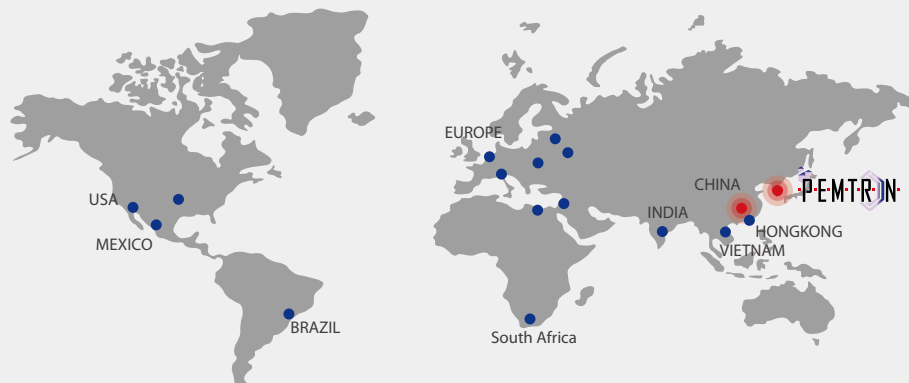 EUROPE
CHINA
PEMTRON
USA
INDIA
HONGKONG
MEXICO
VIETNAM
BRAZIL
South Africa